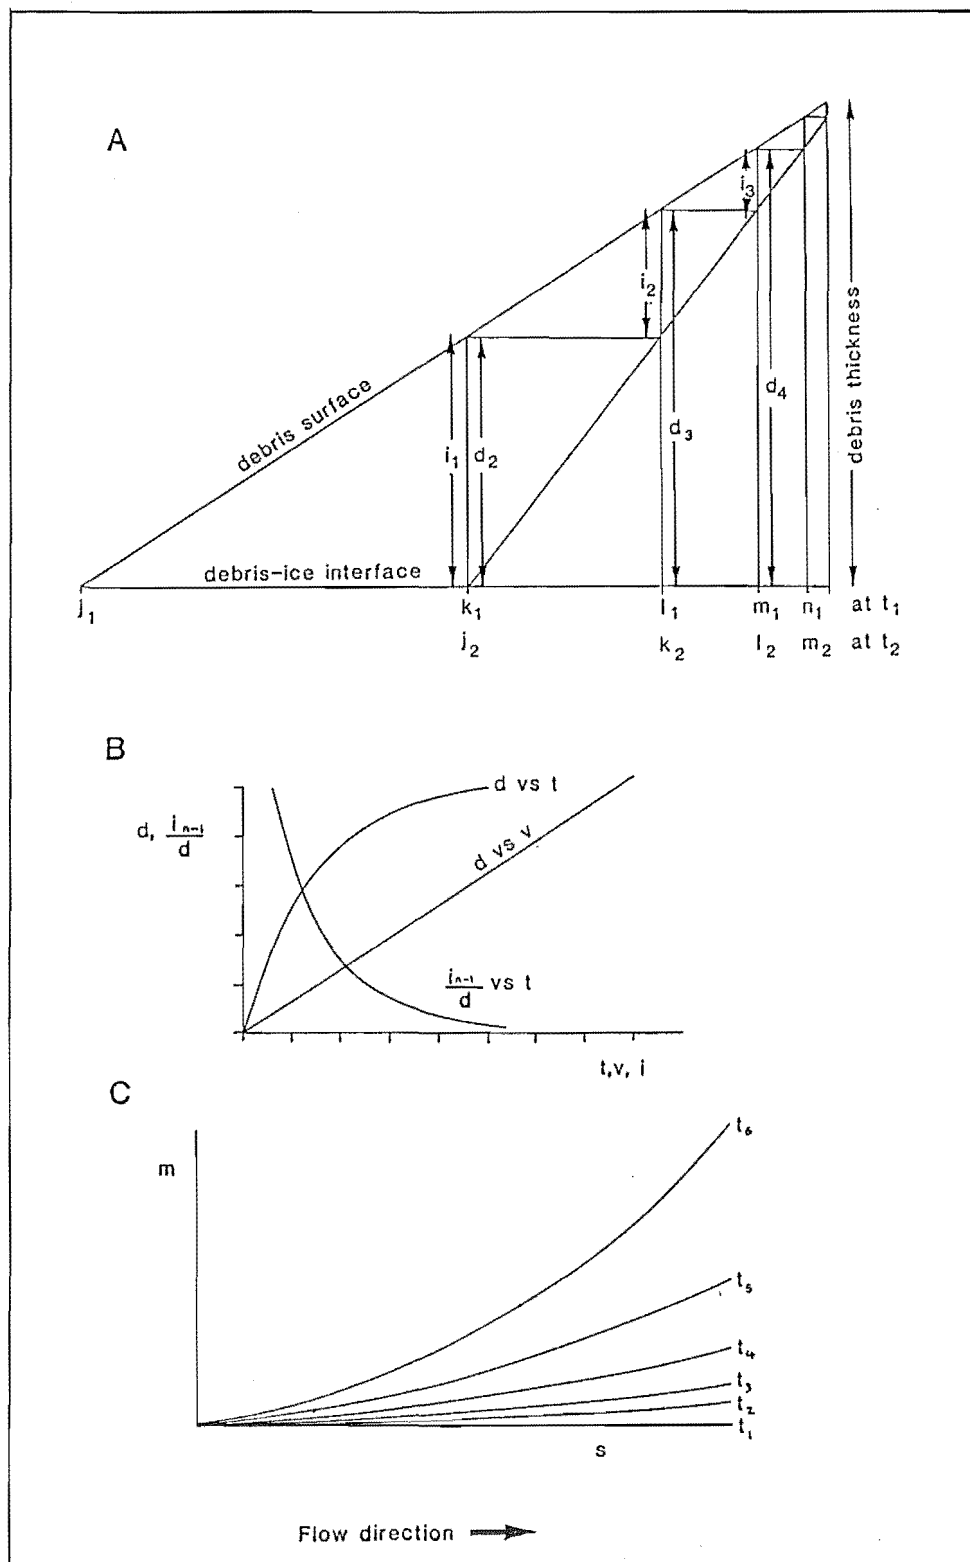 A
i₃
i₂
debris thickness
d₄
d₃
debris surface
i₁ d₂
debris-ice interface
j₁ k₁ l₁ m₁ n₁ at t₁
j₂ k₂ l₂ m₂ at t₂
B
d vs t
d, i n-1 / d
d vs v
i n-1 / d vs t
t,v, i
C
t₆
m
t₅
t₄
t₃
t₂
t₁
s
Flow direction